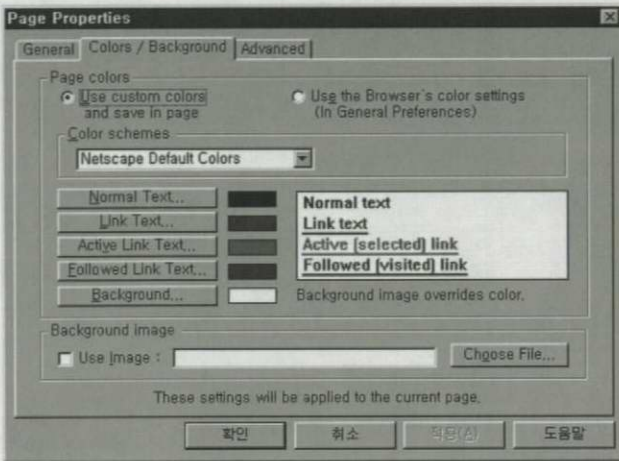 Page Properties
General Colors / Background Advanced
Page colors
Use custom colors and save in page
Use the Browser's color settings (In General Preferences)
Color schemes
Netscape Default Colors
Normal Text...
Link Text...
Active Link Text...
Followed Link Text...
Background...
Normal text
Link text
Active [selected] link
Followed [visited] link
Background image overrides color.
Background image
Use Image :
Choose File...
These settings will be applied to the current page.
확인 취소 적용(A) 도움말